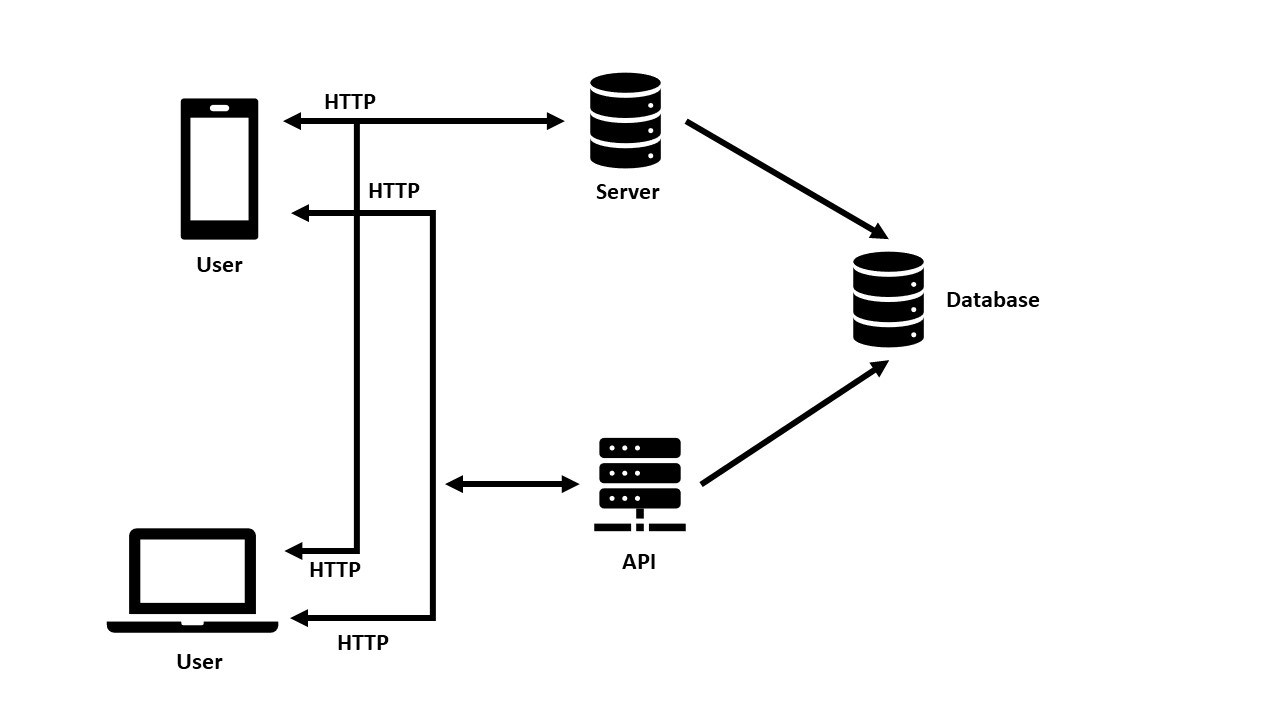 HTTP
HTTP
Server
User
Database
API
HTTP
HTTP
User